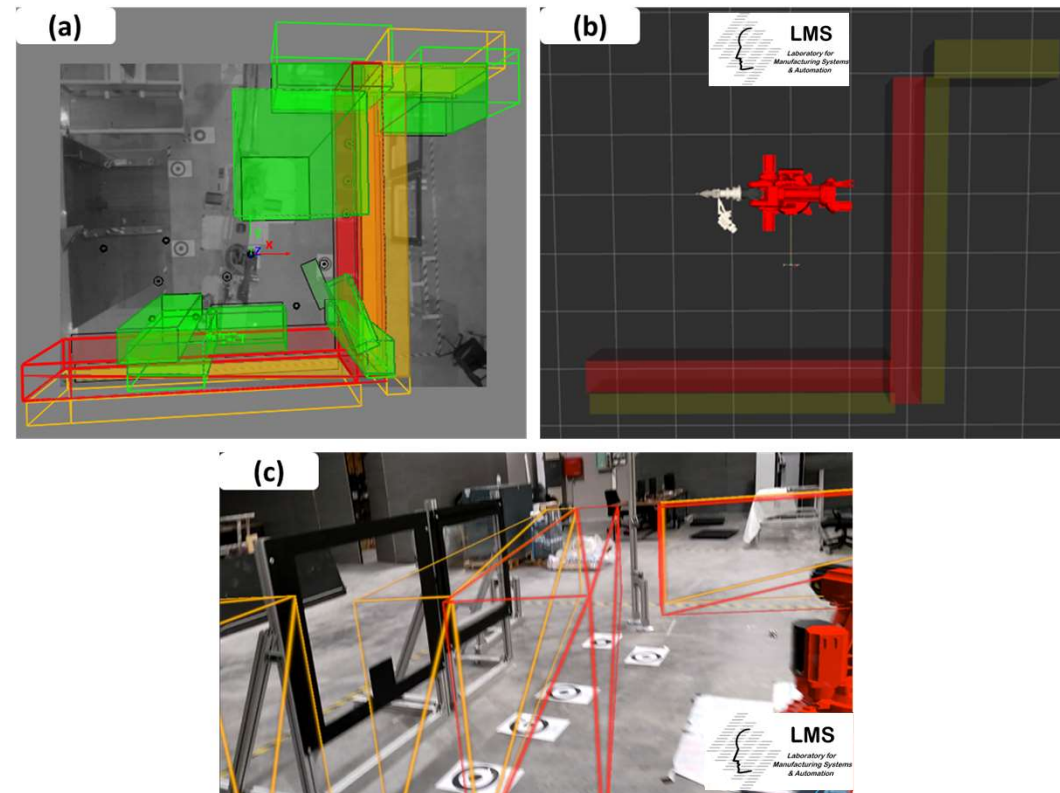 (a)
X
Z
(b)
LMS
Laboratory for
Manufacturing Systems
& Automation
(c)
LMS
Laboratory for
Manufacturing Systems
& Automation